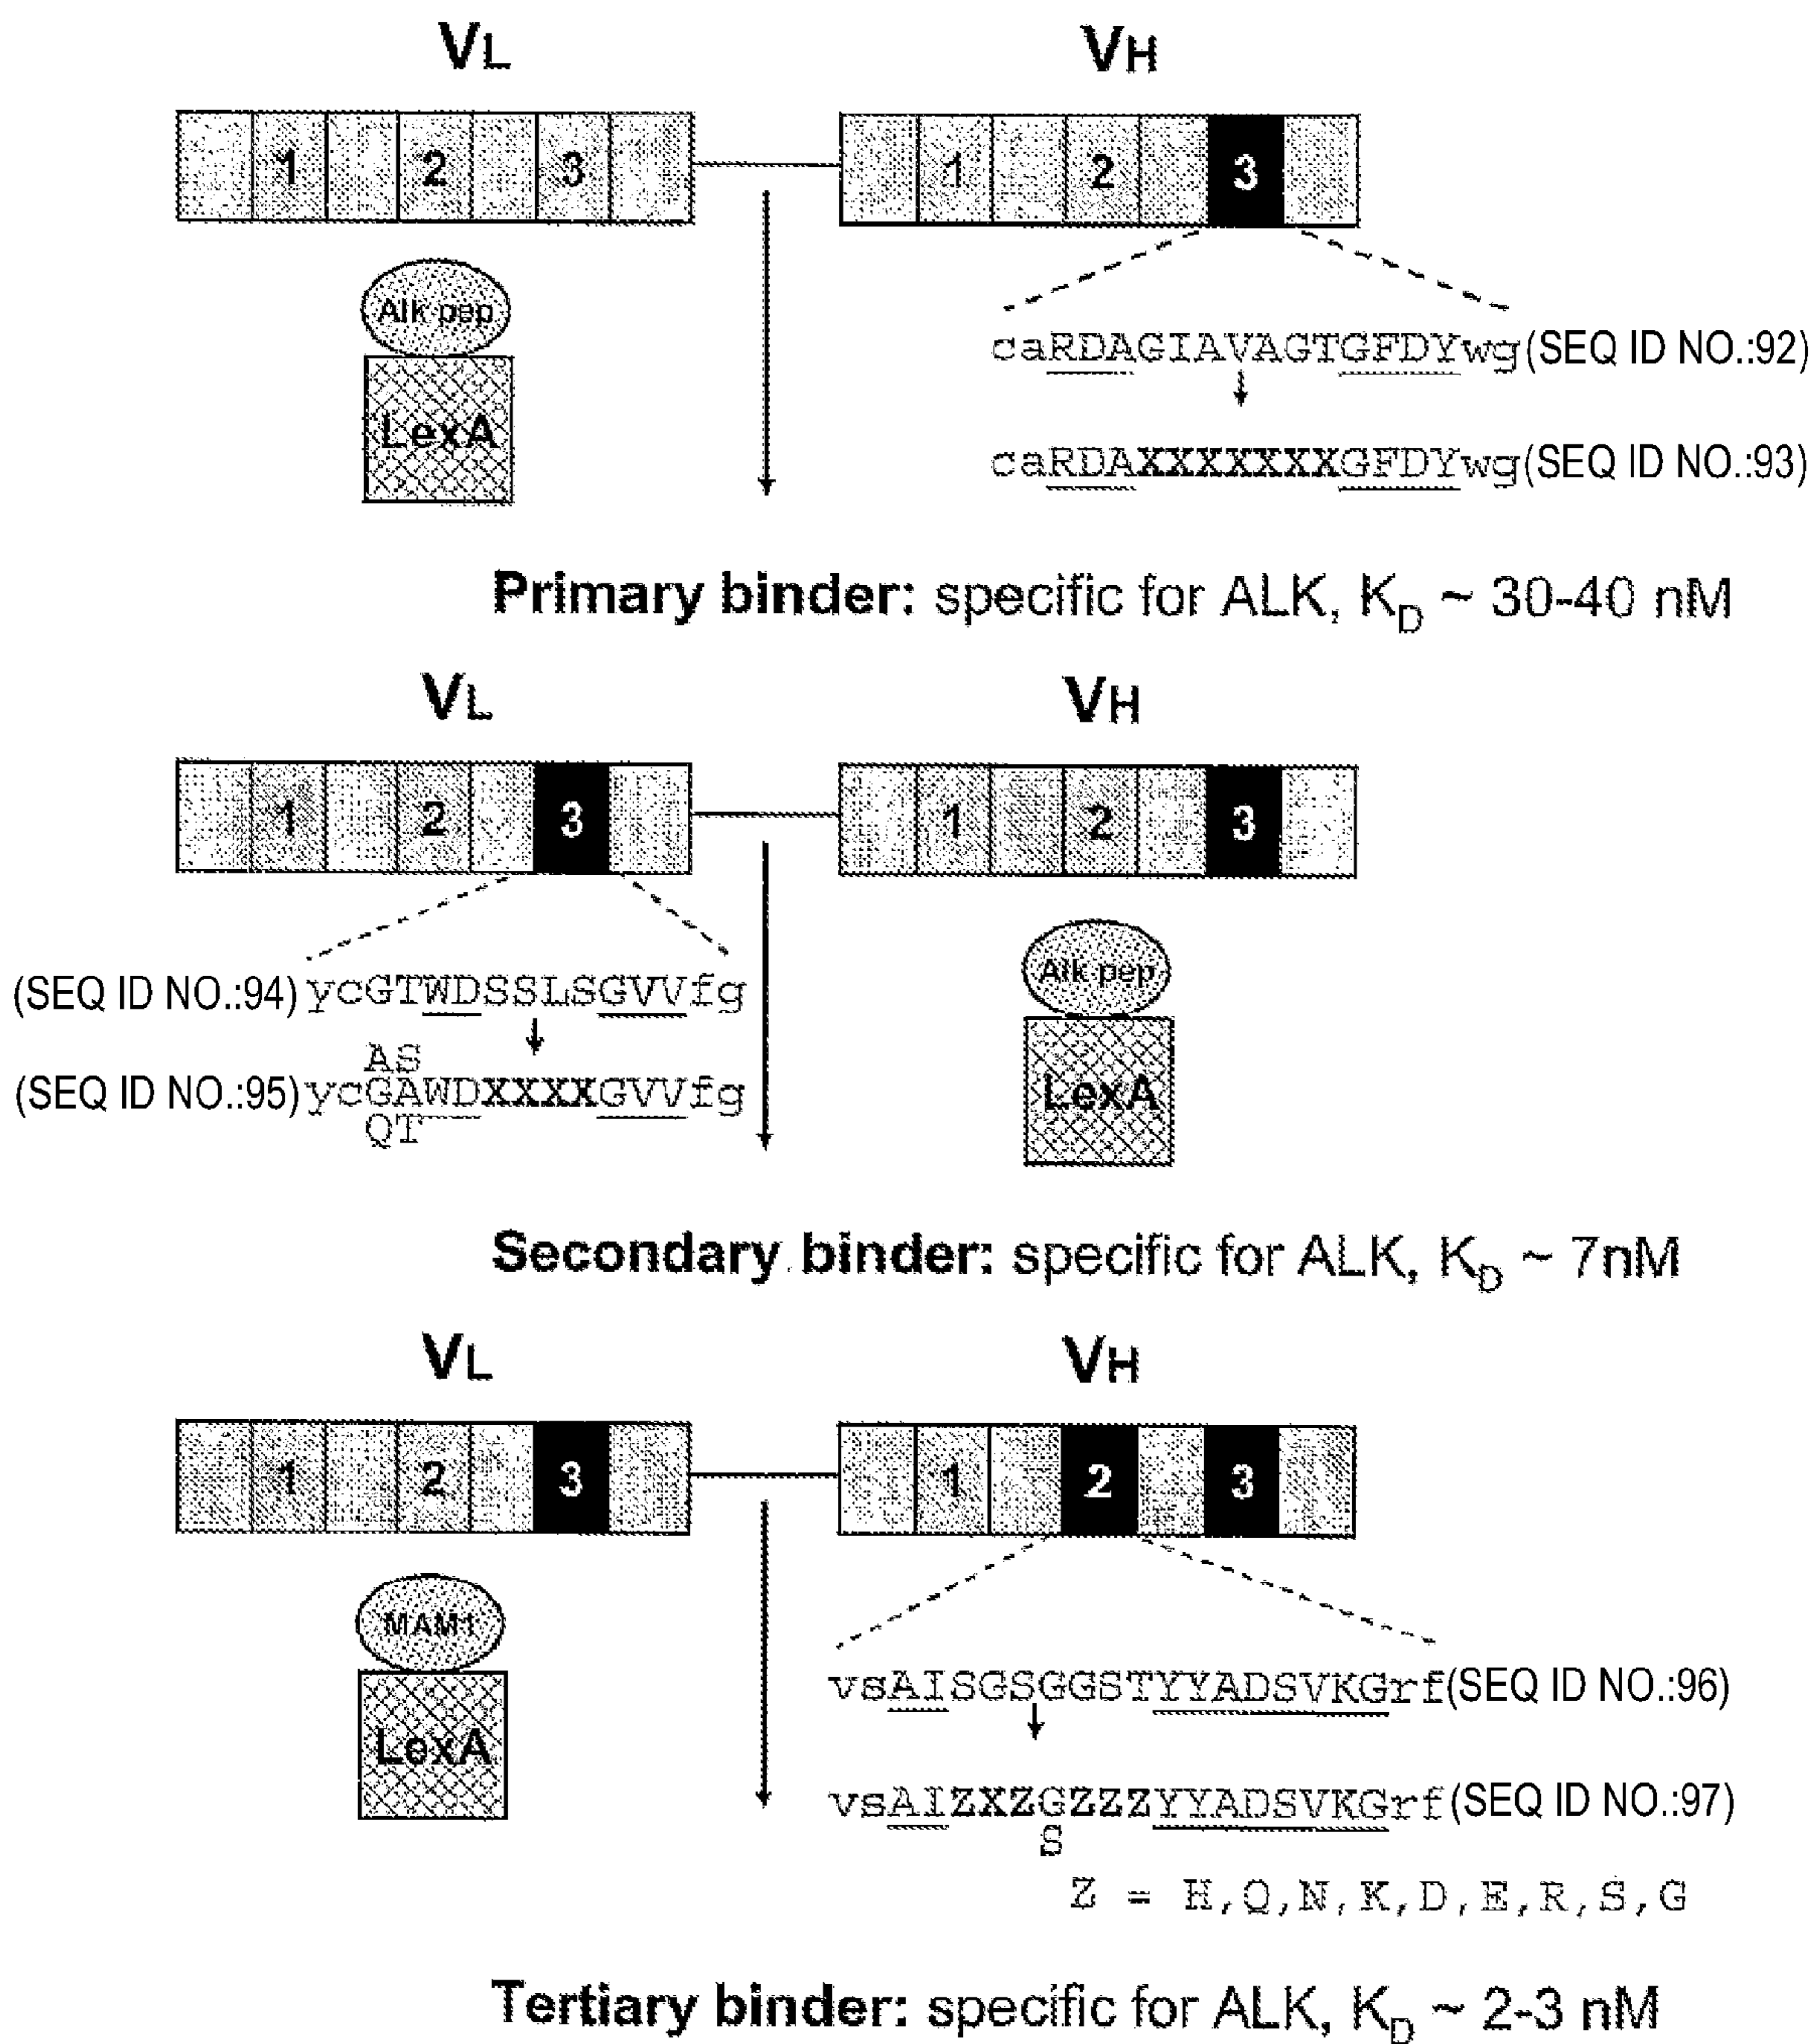 VL VH
1 2 3 1 2 3
Alk pep
LexA
caRDAGIAVAGTGFDYwg(SEQ ID NO.:92)
caRDAXXXXXXXGFDYwg(SEQ ID NO.:93)
Primary binder: specific for ALK, KD ~ 30-40 nM
VL VH
1 2 3 1 2 3
(SEQ ID NO.:94)ycGTWDSSLSGVVfg
AS
(SEQ ID NO.:95)ycGAWDXXXXGVVfg
QT
Alk pep
LexA
Secondary binder: specific for ALK, KD ~ 7nM
VL VH
1 2 3 1 2 3
MAM1
LexA
vsAISGSGGSTYYADSVKGrf(SEQ ID NO.:96)
vsAIZXZGZZZYYADSVKGrf(SEQ ID NO.:97)
S
Z = H,Q,N,K,D,E,R,S,G
Tertiary binder: specific for ALK, KD ~ 2-3 nM